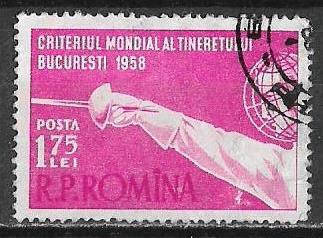 CRITERIUL MONDIAL AL TINERETULUI
BUCURESTI 1958
POSTA
1.75
LEI
R.P.ROMINA